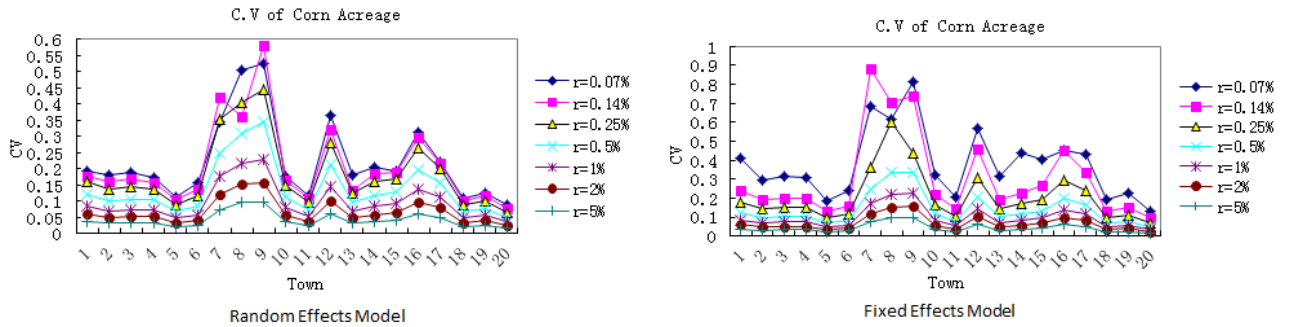 C.V of Corn Acreage
0.6
0.55
0.5
0.45
0.4
0.35
0.3
0.25
0.2
0.15
0.1
0.05
0
CV
1 2 3 4 5 6 7 8 9 10 11 12 13 14 15 16 17 18 19 20
Town
r=0.07%
r=0.14%
r=0.25%
r=0.5%
r=1%
r=2%
r=5%
Random Effects Model
C.V of Corn Acreage
1
0.9
0.8
0.7
0.6
0.5
0.4
0.3
0.2
0.1
0
CV
1 2 3 4 5 6 7 8 9 10 11 12 13 14 15 16 17 18 19 20
Town
r=0.07%
r=0.14%
r=0.25%
r=0.5%
r=1%
r=2%
r=5%
Fixed Effects Model